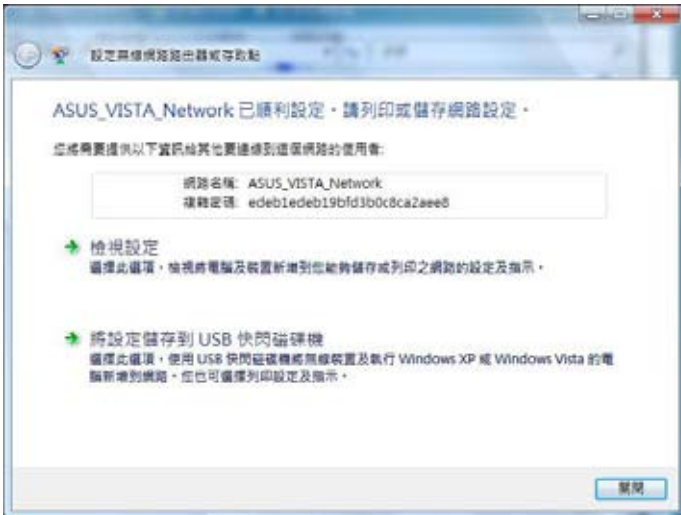 設定無線網路路出器或存取點
ASUS_VISTA_Network 已順利設定。請列印或儲存網路設定。
您將需要提供以下資訊給其他要連線到這個網路的使用者:
網路名稱: ASUS_VISTA_Network
複雜密碼: edeb1edeb19bfd3b0c8ca2aee8
檢視設定
選擇此選項，檢視將電腦及裝置新增到您能夠儲存或列印之網路的設定及指示。
將設定儲存到 USB 快閃磁碟機
選擇此選項，使用 USB 快閃磁碟機將無線裝置及執行 Windows XP 或 Windows Vista 的電
腦新增到網路。您也可選擇列印設定及指示。
關閉